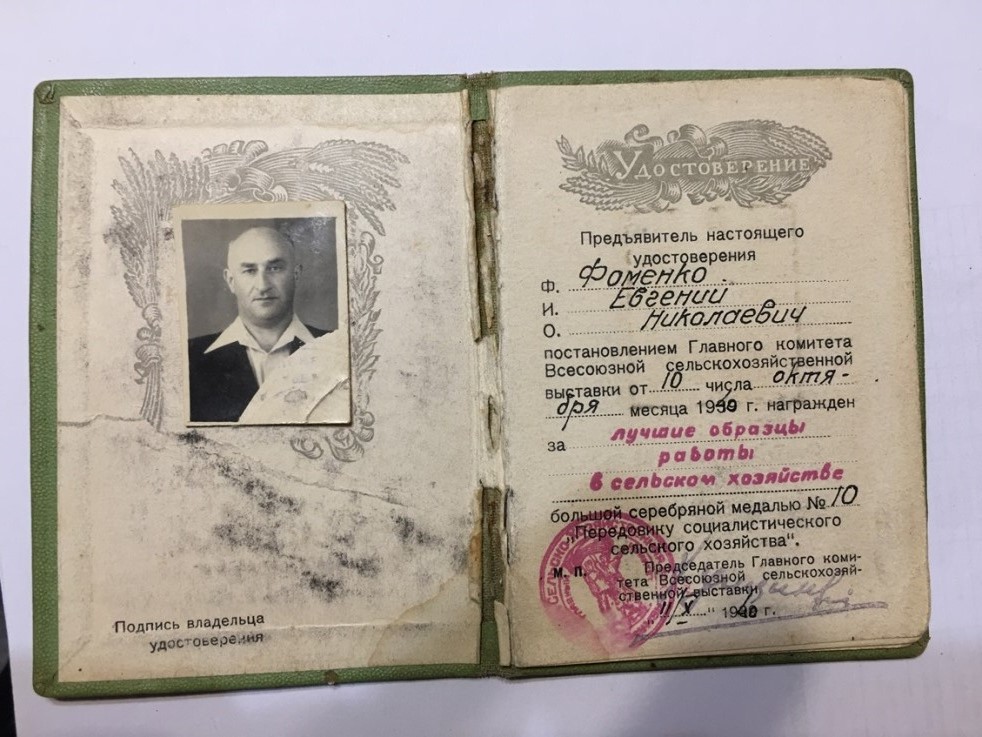 Подпись владельца
удостоверения
УДОСТОВЕРЕНИЕ
Предъявитель настоящего
удостоверения
Ф. Фоменко
И. Евгений
О. Николаевич
постановлением Главного комитета
Всесоюзной сельскохозяйственной
выставки от 10 числа октя-
бря месяца 19 г. награжден
за лучшие образцы
работы
в сельском хозяйстве
большой серебряной медалью № 10
„Передовику социалистического
сельского хозяйства“.
М. П. Председатель Главного коми-
тета Всесоюзной сельскохозяй-
ственной выставки
„ X “ 19 г.